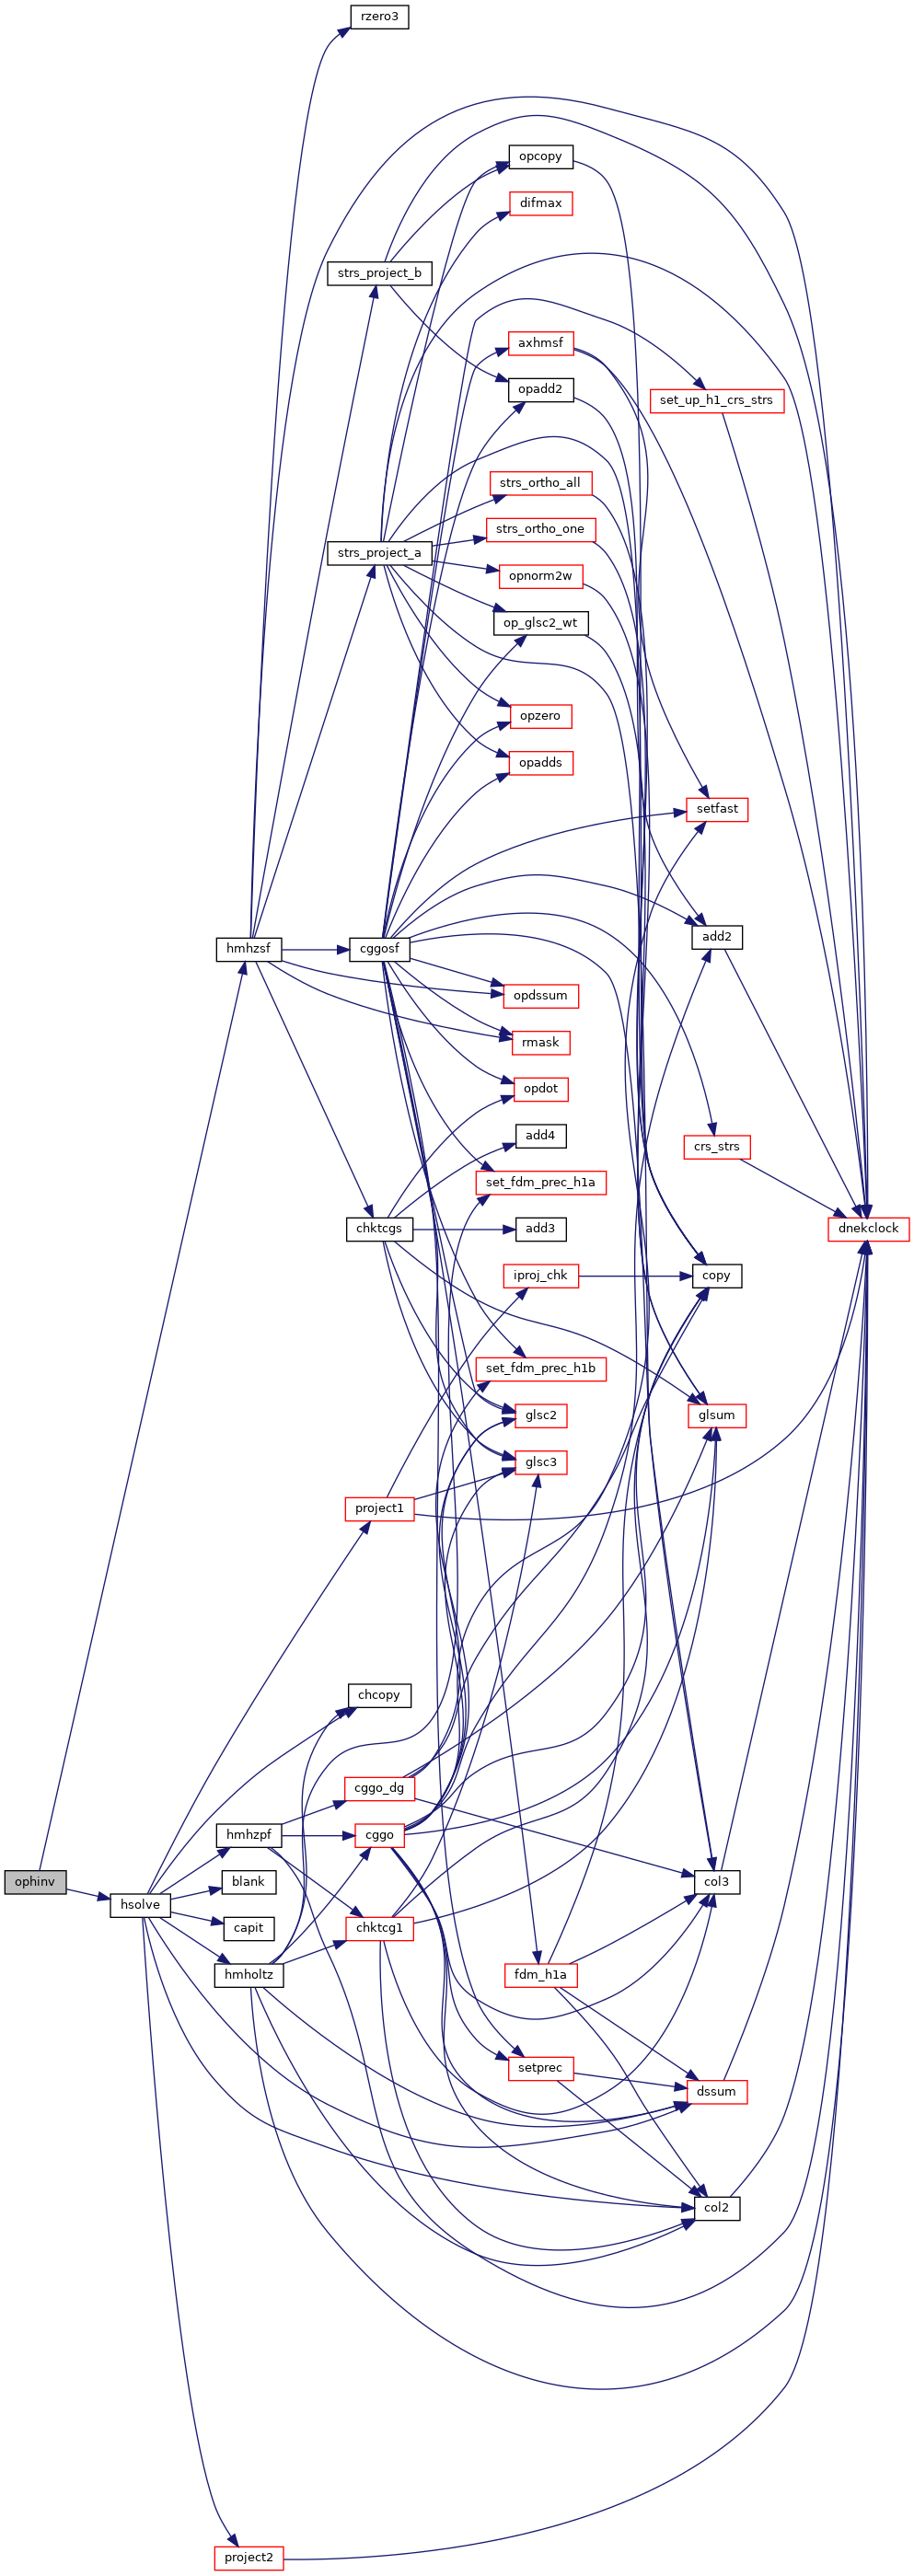 rzero3
opcopy
difmax
strs_project_b
axhmsf
opadd2
set_up_h1_crs_strs
strs_ortho_all
strs_ortho_one
strs_project_a
opnorm2w
op_glsc2_wt
opzero
opadds
setfast
add2
hmhzsf
cggosf
opdssum
rmask
opdot
add4
crs_strs
set_fdm_prec_h1a
chktcgs
add3
dnekclock
iproj_chk
copy
set_fdm_prec_h1b
glsc2
glsum
glsc3
project1
chcopy
cggo_dg
hmhzpf
cggo
ophinv
blank
col3
hsolve
capit
chktcg1
hmholtz
fdm_h1a
setprec
dssum
col2
project2